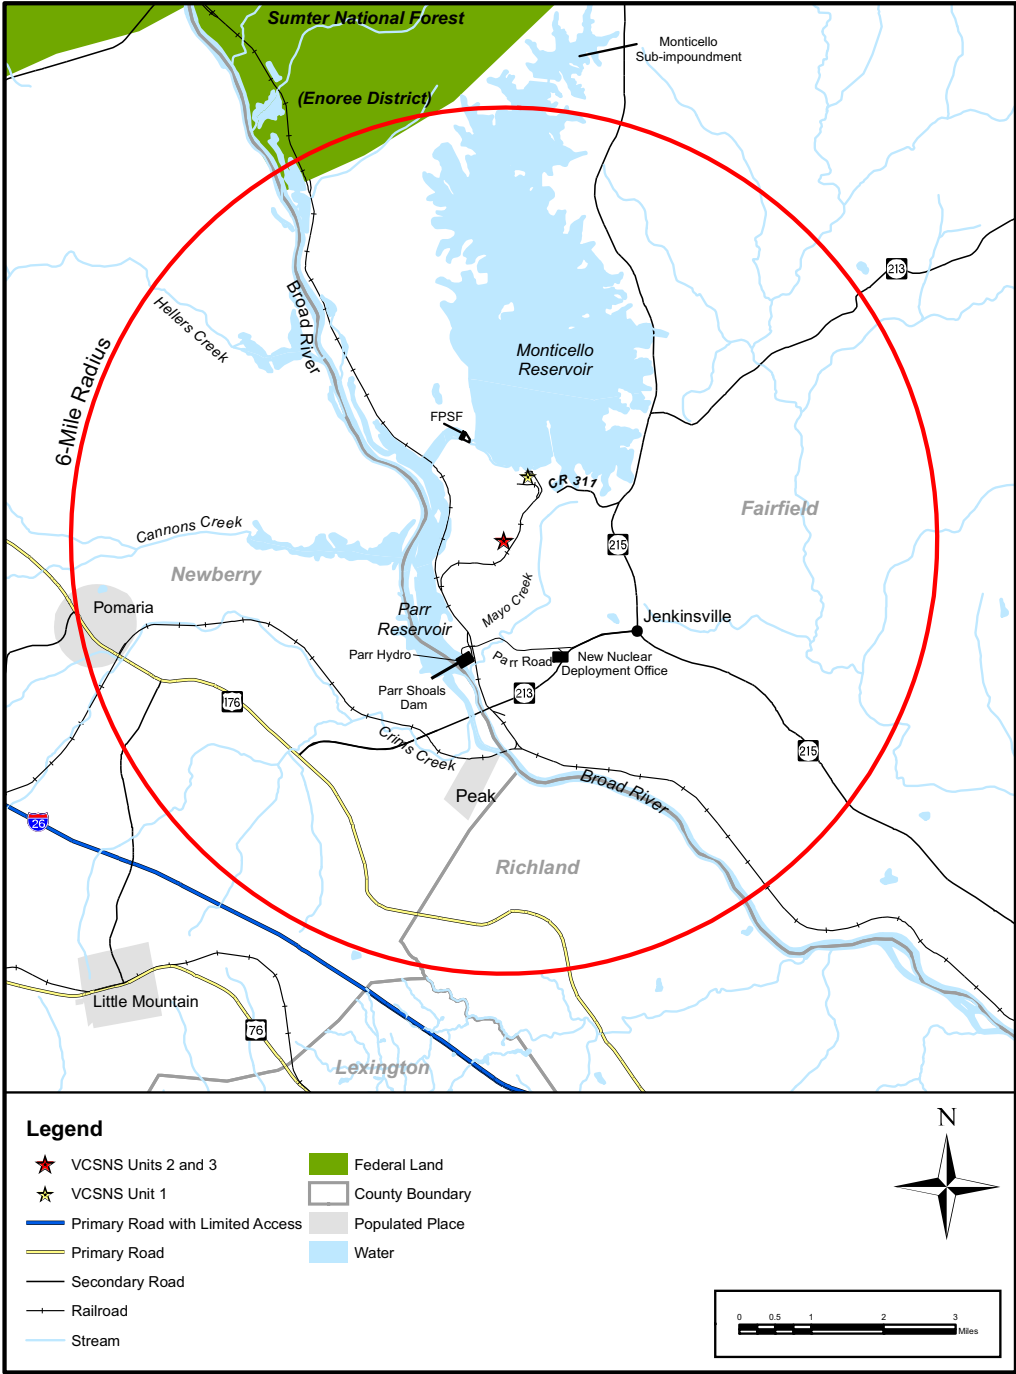 Sumter National Forest
(Enoree District)
Monticello
Sub-impoundment
213
Hellers Creek
Broad River
6-Mile Radius
Monticello
Reservoir
FPSF
CR 311
Fairfield
Cannons Creek
215
Newberry
Pomaria
Mayo Creek
Parr
Reservoir
Jenkinsville
Parr Hydro
Parr Road
New Nuclear
Deployment Office
Parr Shoals
Dam
213
176
Crims Creek
215
Peak
Broad River
26
Richland
Little Mountain
76
Lexington
Legend
VCSNS Units 2 and 3
VCSNS Unit 1
Primary Road with Limited Access
Primary Road
Secondary Road
Railroad
Stream
Federal Land
County Boundary
Populated Place
Water
N
0 0.5 1 2 3
Miles